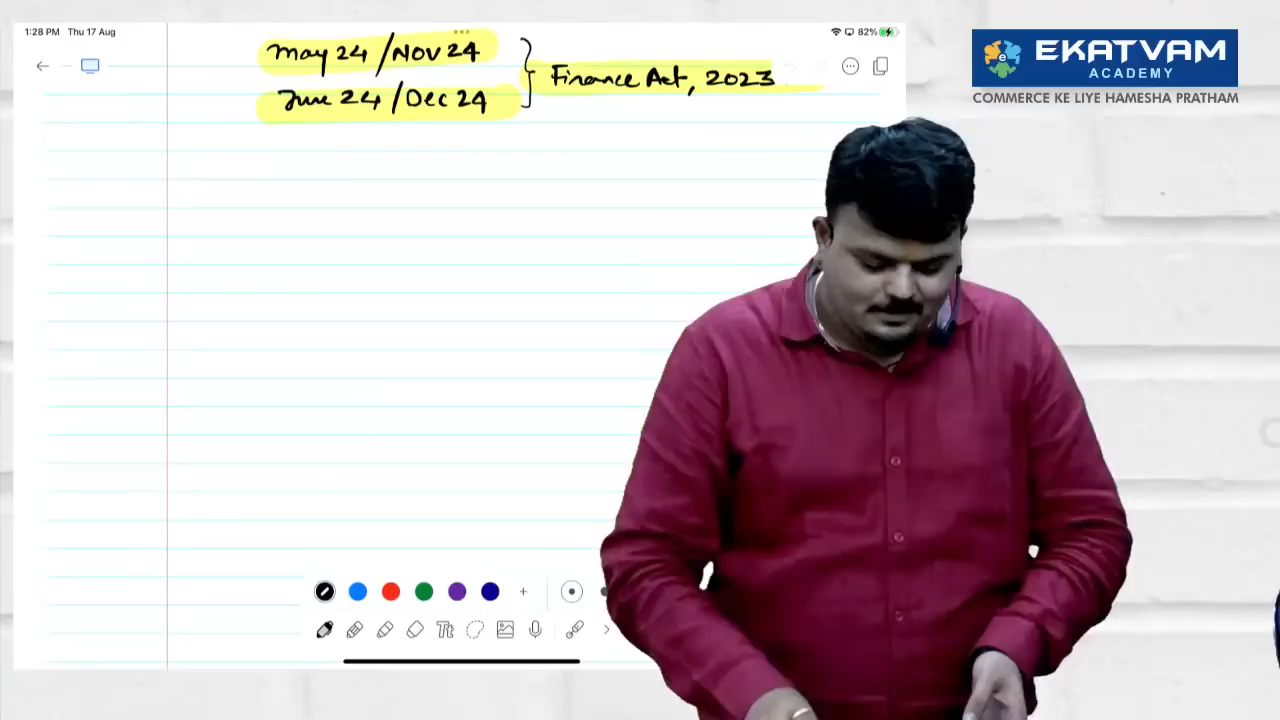 1:28 PM Thu 17 Aug
82%
May 24 / Nov 24
Finance Act, 2023
June 24 / Dec 24
EKATVAM
ACADEMY
COMMERCE KE LIYE HAMESHA PRATHAM
Tt